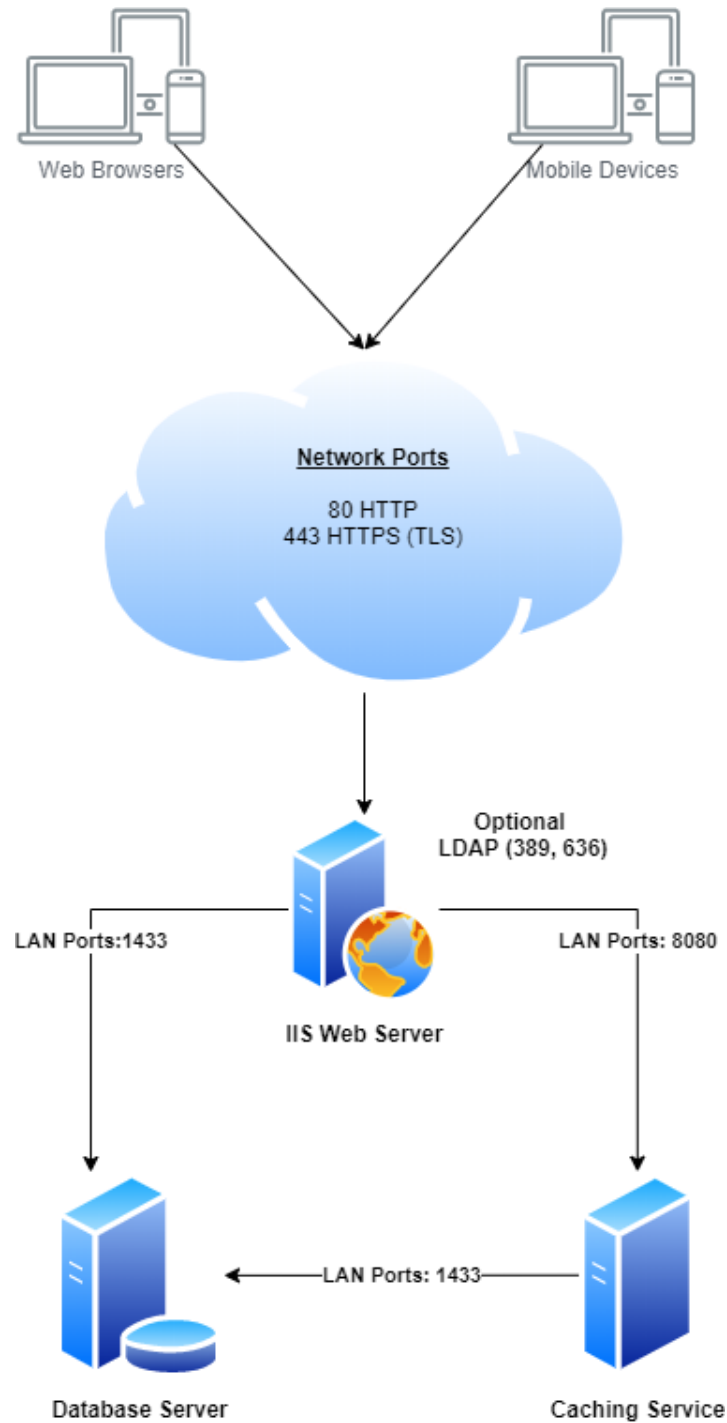 Web Browsers
Mobile Devices
Network Ports
80 HTTP
443 HTTPS (TLS)
Optional
LDAP (389, 636)
LAN Ports:1433
LAN Ports: 8080
IIS Web Server
LAN Ports: 1433
Database Server
Caching Service